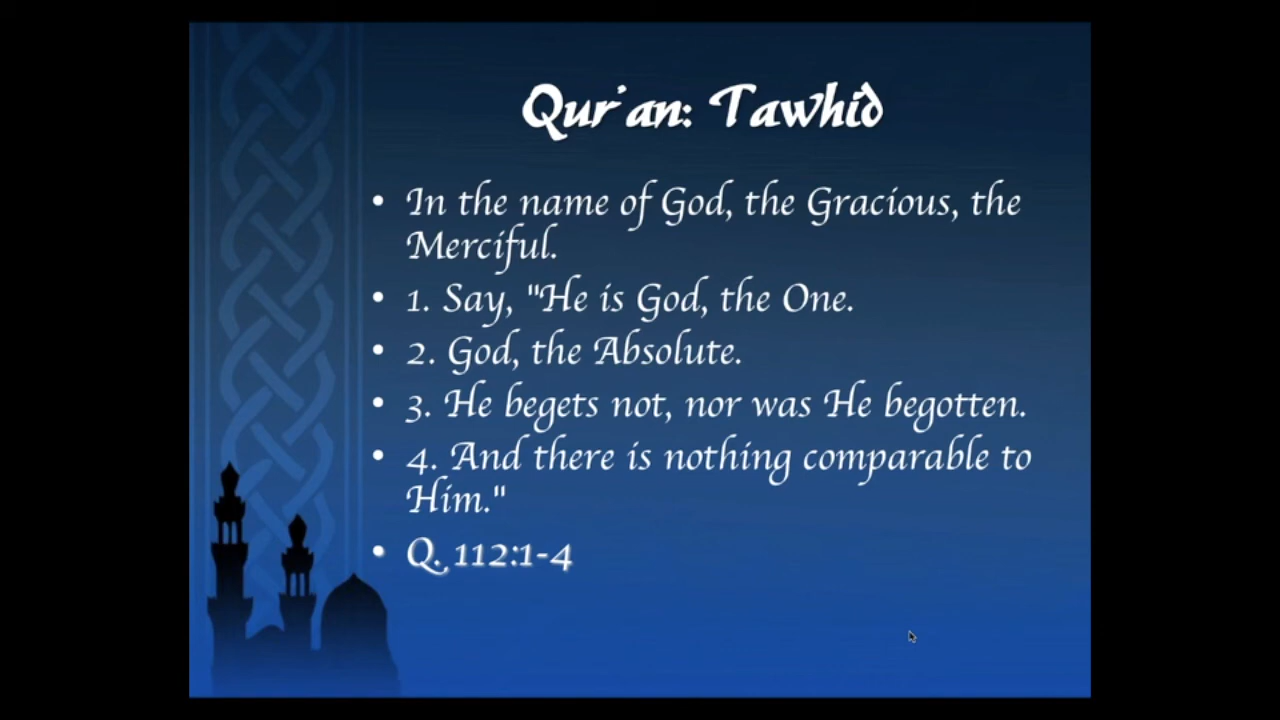 Qur'an: Tawhid
• In the name of God, the Gracious, the
Merciful.
• 1. Say, "He is God, the One.
• 2. God, the Absolute.
• 3. He begets not, nor was He begotten.
• 4. And there is nothing comparable to
Him."
• Q. 112:1-4